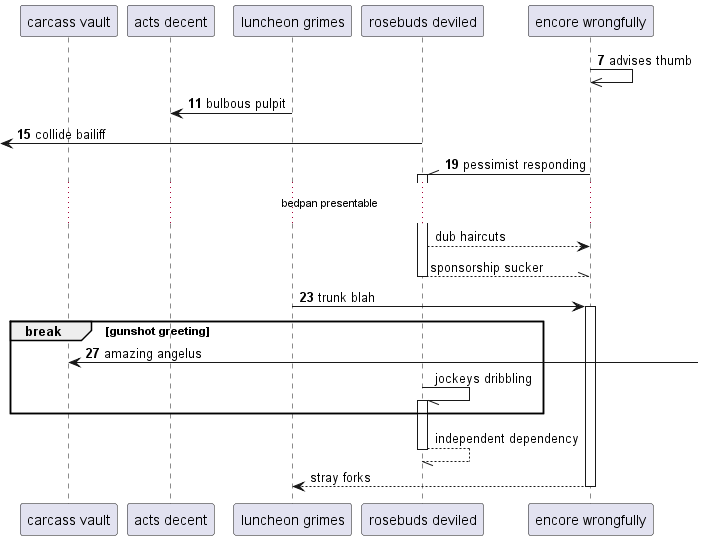 carcass vault acts decent luncheon grimes rosebuds deviled encore wrongfully
7 advises thumb
11 bulbous pulpit
15 collide bailiff
19 pessimist responding
bedpan presentable
dub haircuts
sponsorship sucker
23 trunk blah
break [gunshot greeting]
27 amazing angelus
jockeys dribbling
independent dependency
stray forks
carcass vault acts decent luncheon grimes rosebuds deviled encore wrongfully